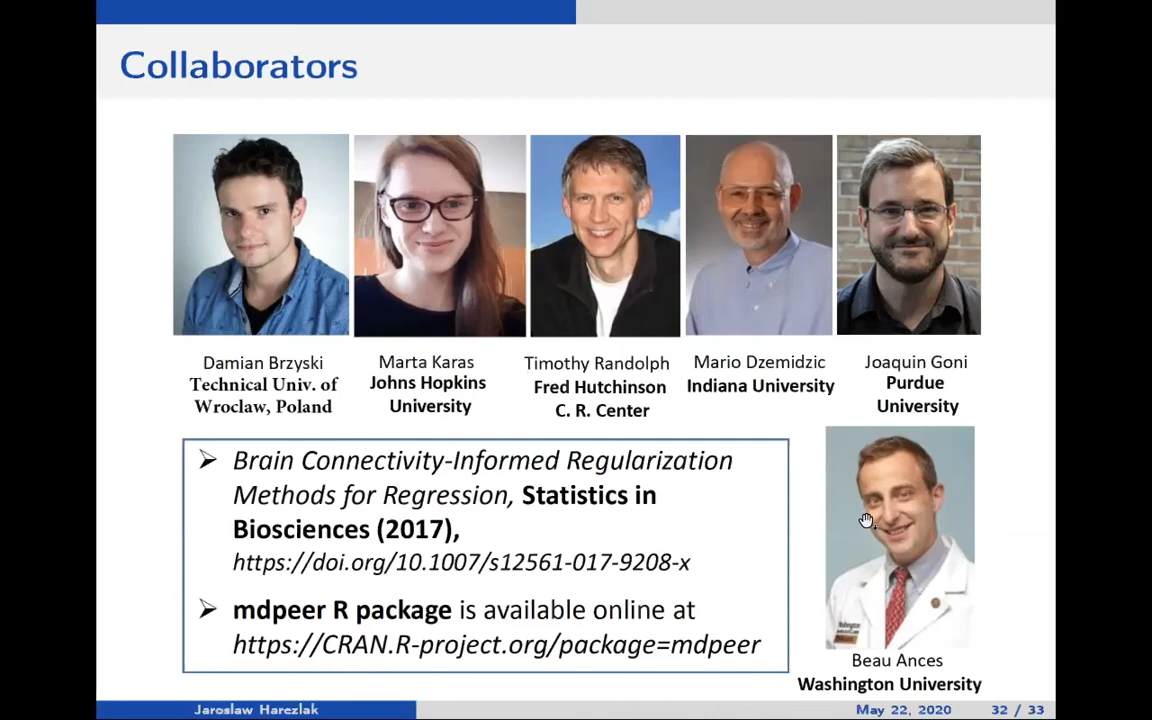 Collaborators
Damian Brzyski
Technical Univ. of
Wroclaw, Poland
Marta Karas
Johns Hopkins
University
Timothy Randolph
Fred Hutchinson
C. R. Center
Mario Dzemidzic
Indiana University
Joaquin Goni
Purdue
University
Brain Connectivity-Informed Regularization
Methods for Regression, Statistics in
Biosciences (2017),
https://doi.org/10.1007/s12561-017-9208-x
mdpeer R package is available online at
https://CRAN.R-project.org/package=mdpeer
Washington
Beau Ances
Washington University
Jaroslaw Harezlak
May 22, 2020
32 / 33